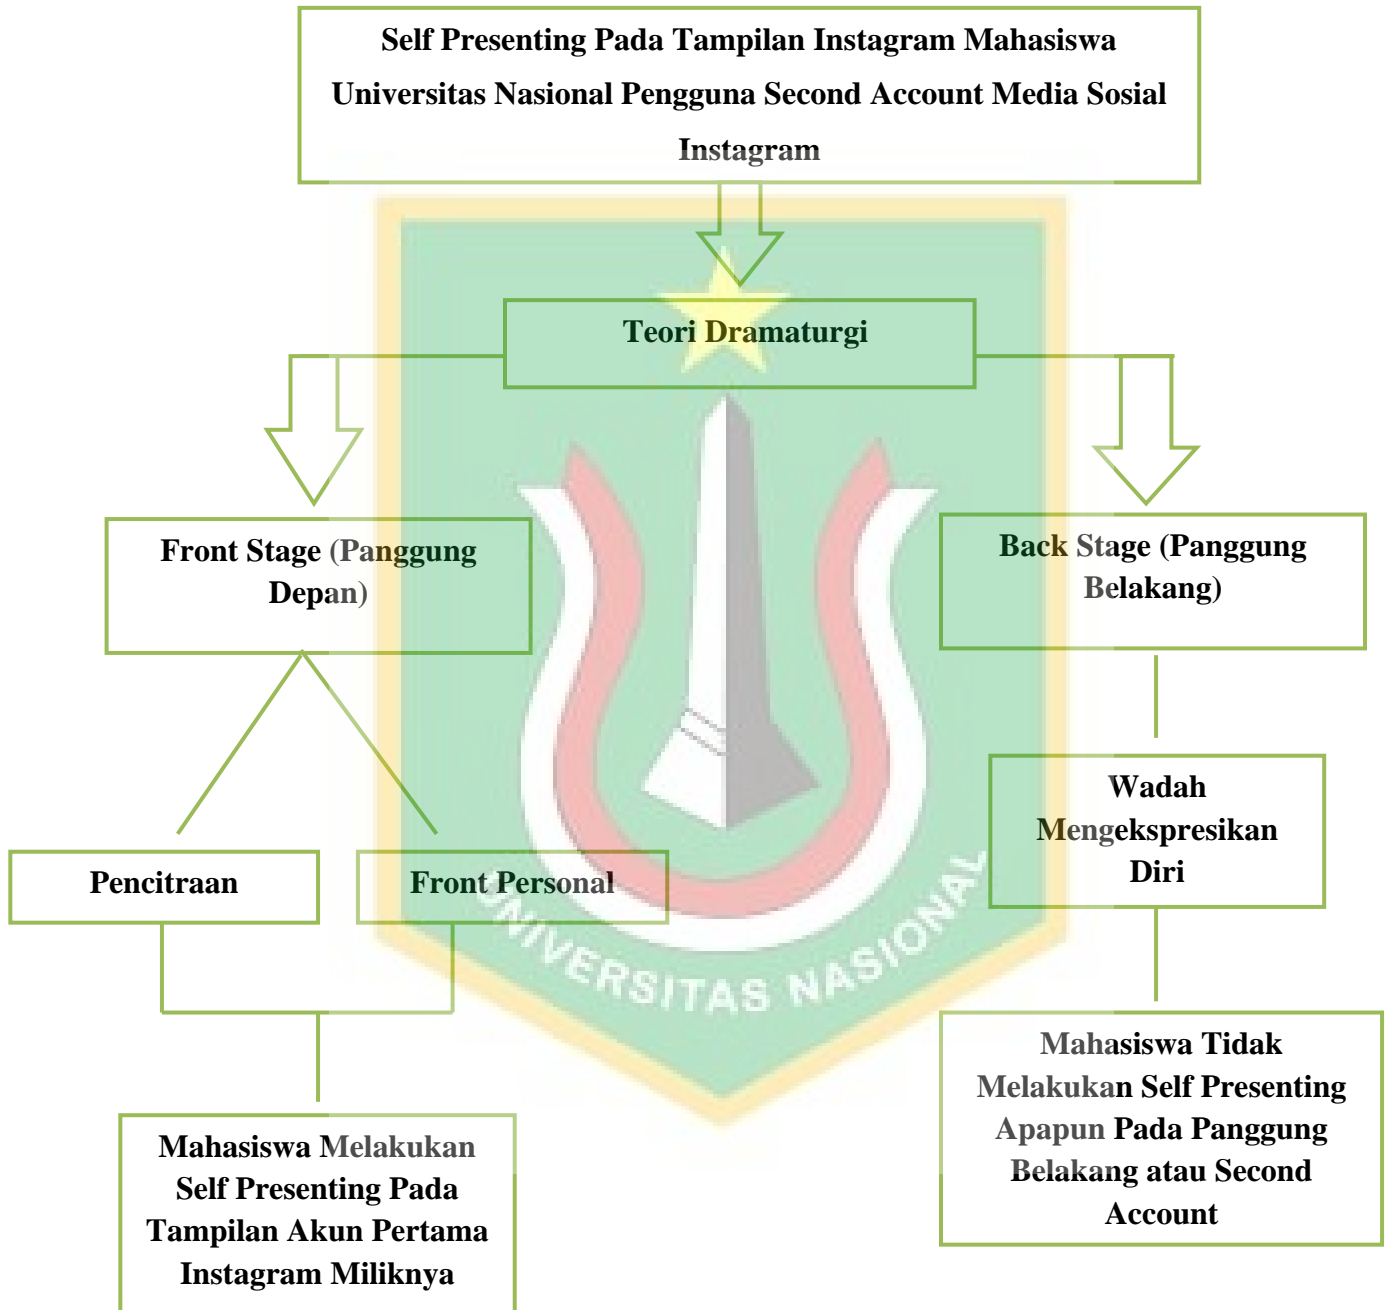 Self Presenting Pada Tampilan Instagram Mahasiswa
Universitas Nasional Pengguna Second Account Media Sosial
Instagram
Teori Dramaturgi
Front Stage (Panggung
Depan)
Back Stage (Panggung
Belakang)
Pencitraan
Front Personal
Wadah
Mengekspresikan
Diri
UNIVERSITAS NASIONAL
Mahasiswa Melakukan
Self Presenting Pada
Tampilan Akun Pertama
Instagram Miliknya
Mahasiswa Tidak
Melakukan Self Presenting
Apapun Pada Panggung
Belakang atau Second
Account